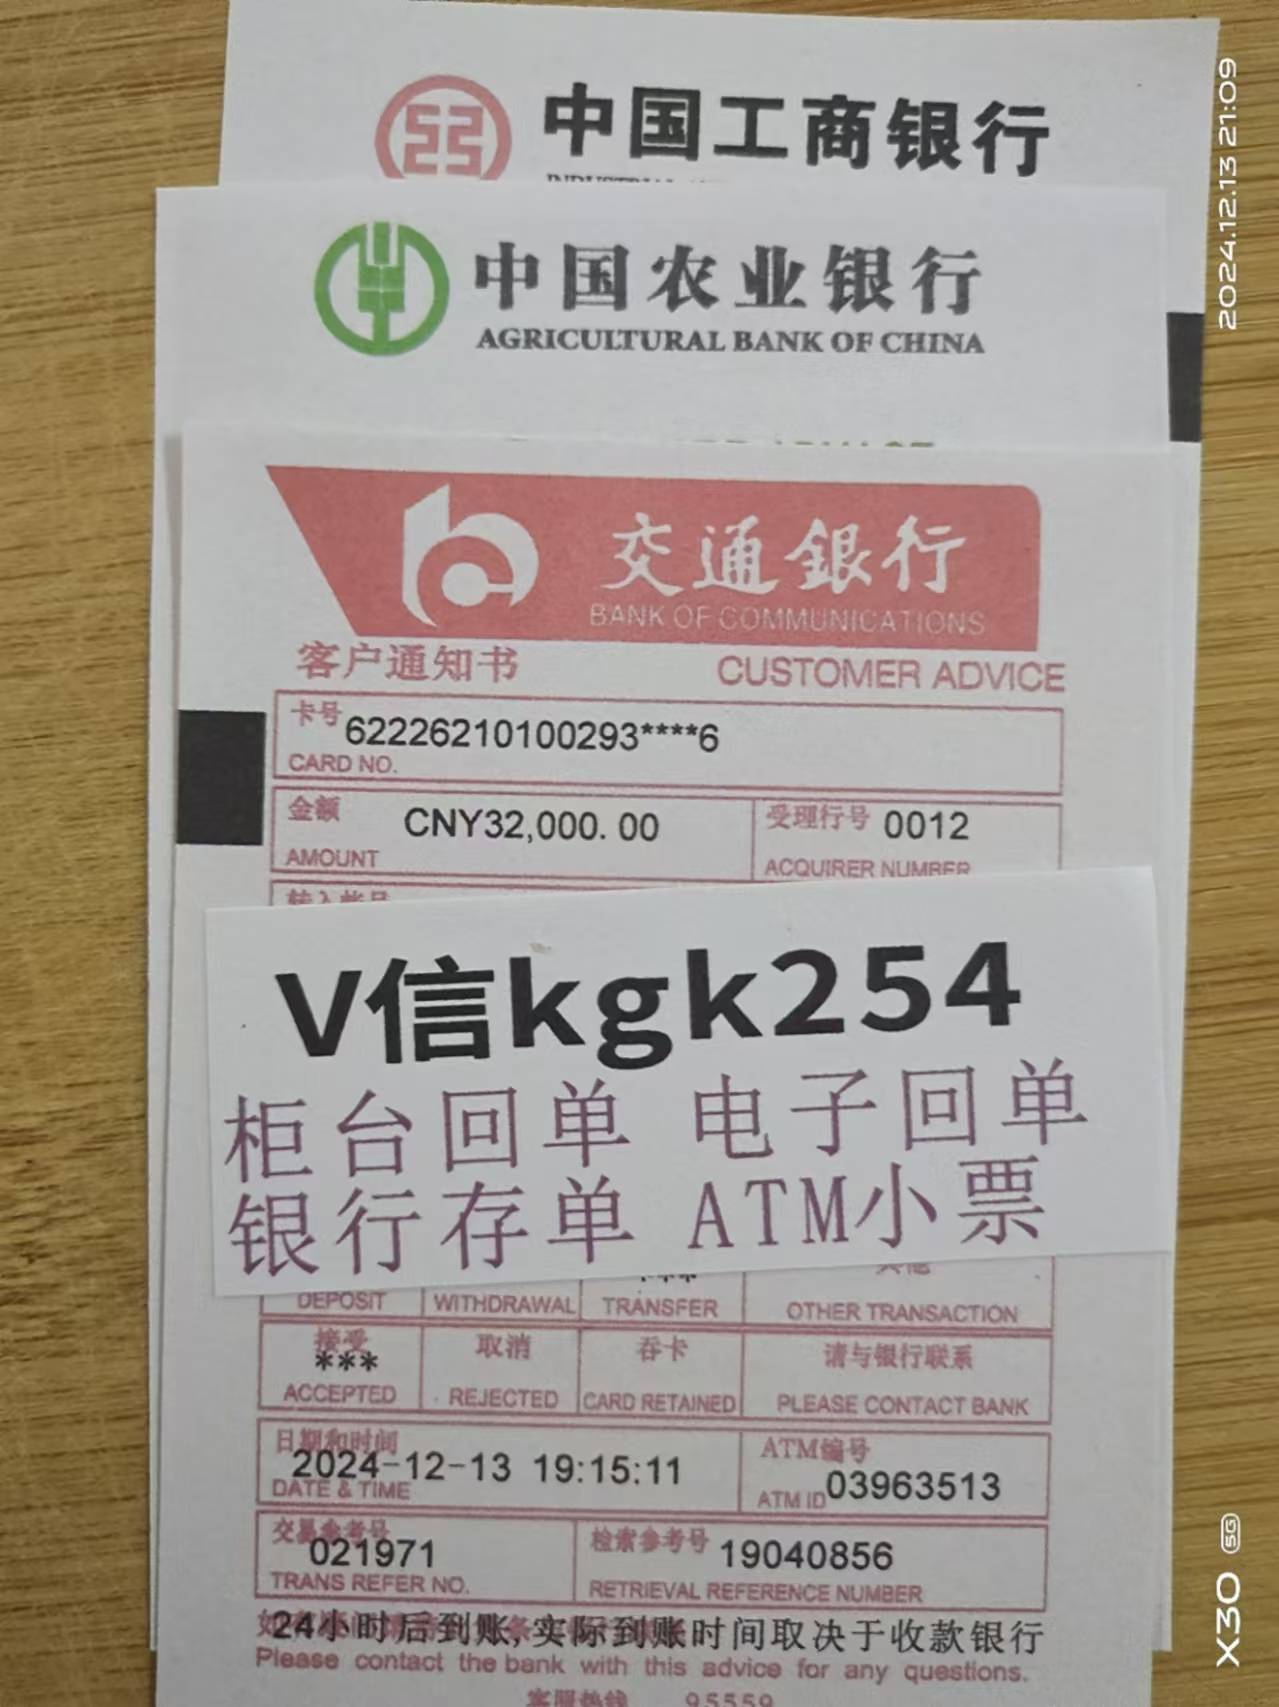 中国工商银行
中国农业银行
AGRICULTURAL BANK OF CHINA
交通銀行
BANK OF COMMUNICATIONS
客户通知书 CUSTOMER ADVICE
卡号 62226210100293****6
CARD NO.
金额 CNY32,000.00 受理行号 0012
AMOUNT ACQUIRER NUMBER
V信kgk254
柜台回单 电子回单
银行存单 ATM小票
DEPOSIT WITHDRAWAL TRANSFER OTHER TRANSACTION
接受 *** 取消 吞卡 请与银行联系
ACCEPTED REJECTED CARD RETAINED PLEASE CONTACT BANK
日期和时间 ATM编号
2024-12-13 19:15:11 03963513
DATE & TIME ATM ID
交易参考号 检索参考号
021971 19040856
TRANS REFER NO. RETRIEVAL REFERENCE NUMBER
24小时后到账,实际到账时间取决于收款银行
Please contact the bank with this advice for any questions.
客服热线 95559
2024.12.13 21:09
X30 5G